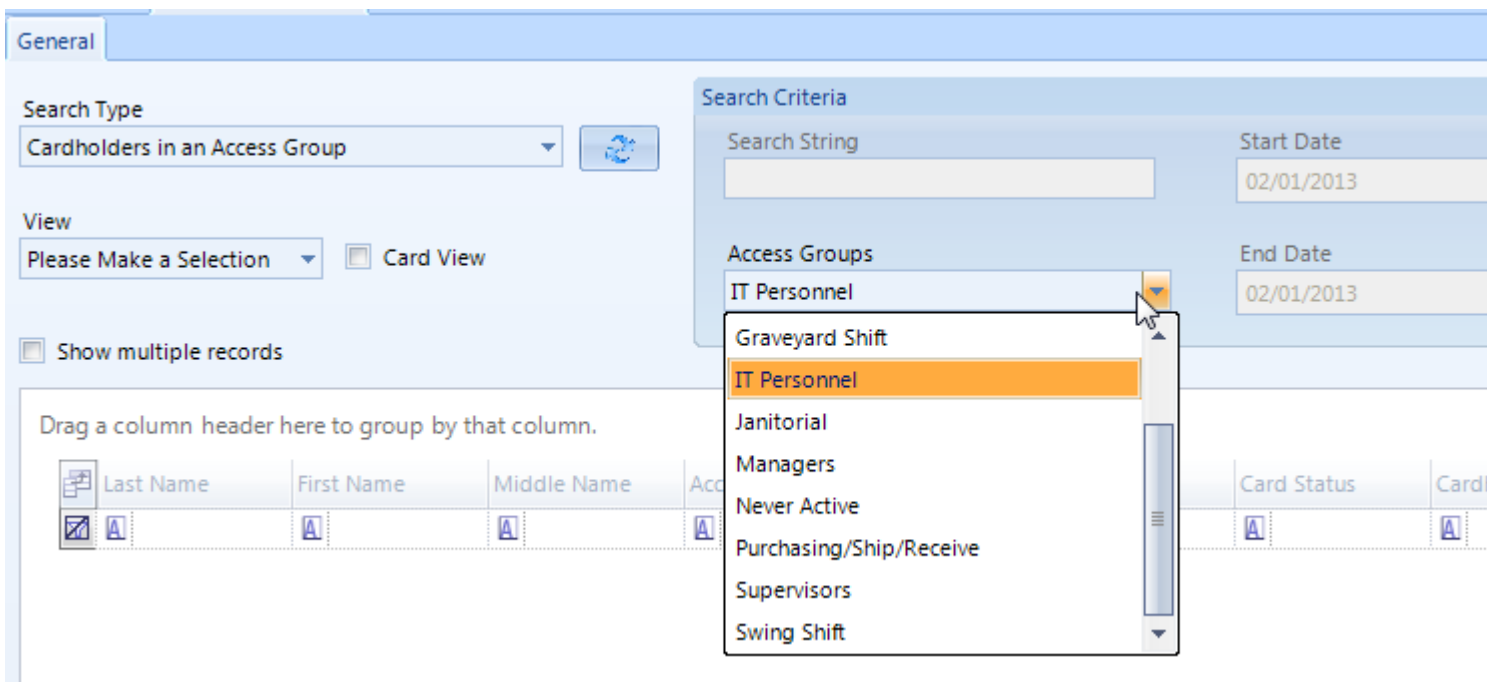 General
Search Type
Cardholders in an Access Group
View
Please Make a Selection
Card View
Show multiple records
Search Criteria
Search String
Start Date
02/01/2013
Access Groups
IT Personnel
End Date
02/01/2013
Graveyard Shift
IT Personnel
Janitorial
Managers
Never Active
Purchasing/Ship/Receive
Supervisors
Swing Shift
Drag a column header here to group by that column.
Last Name First Name Middle Name Acc Card Status Card
A A A A A A